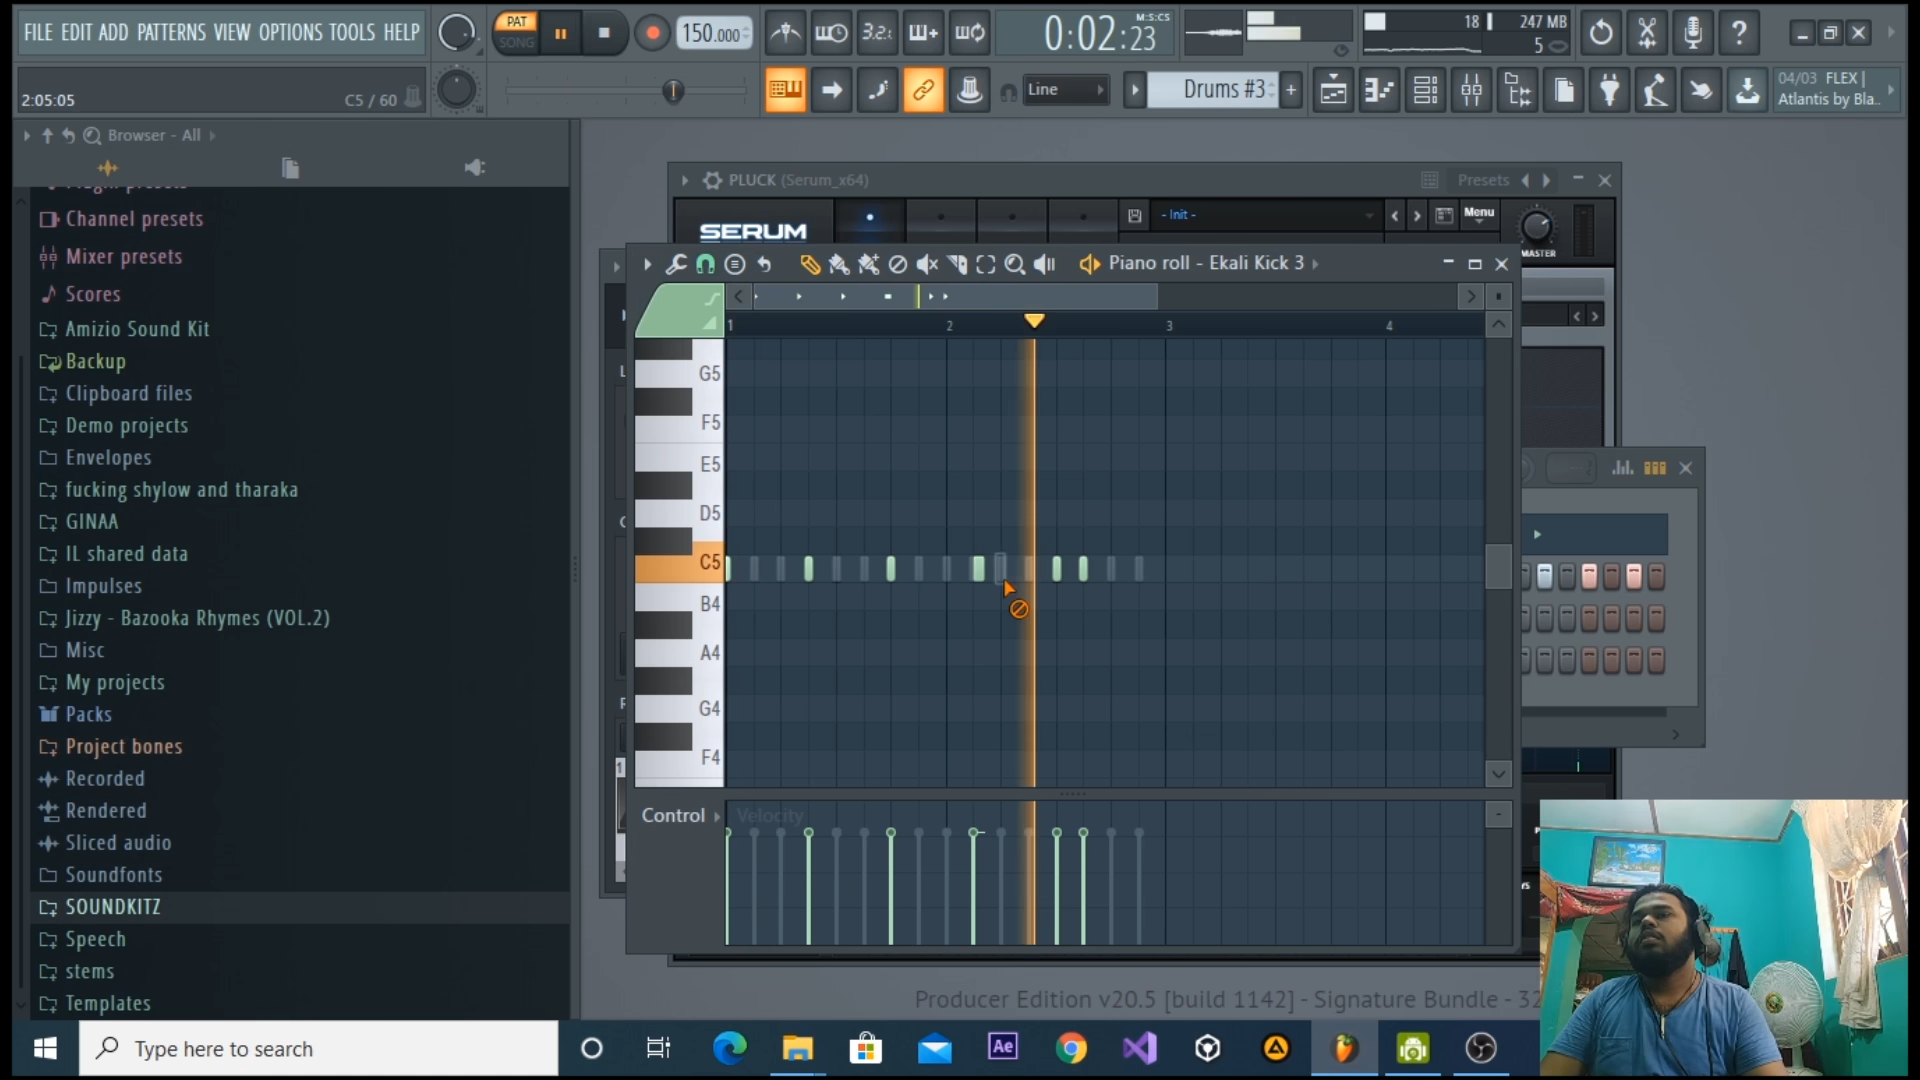 FILE EDIT ADD PATTERNS VIEW OPTIONS TOOLS HELP
PAT
SONG
150.000
0:02:23
M:S:CS
18
247 MB
5
2:05:05
C5 / 60
Line
Drums #3
04/03 FLEX |
Atlantis by Bla..
Browser - All
Channel presets
Mixer presets
Scores
Amizio Sound Kit
Backup
Clipboard files
Demo projects
Envelopes
fucking shylow and tharaka
GINAA
IL shared data
Impulses
Jizzy - Bazooka Rhymes (VOL.2)
Misc
My projects
Packs
Project bones
Recorded
Rendered
Sliced audio
Soundfonts
SOUNDKITZ
Speech
stems
Templates
PLUCK (Serum_x64)
Presets
SERUM
- Init -
Menu
MASTER
Piano roll - Ekali Kick 3
1
2
3
4
G5
F5
E5
D5
C5
B4
A4
G4
F4
Control
Velocity
Producer Edition v20.5 [build 1142] - Signature Bundle - 32
Type here to search
Ae